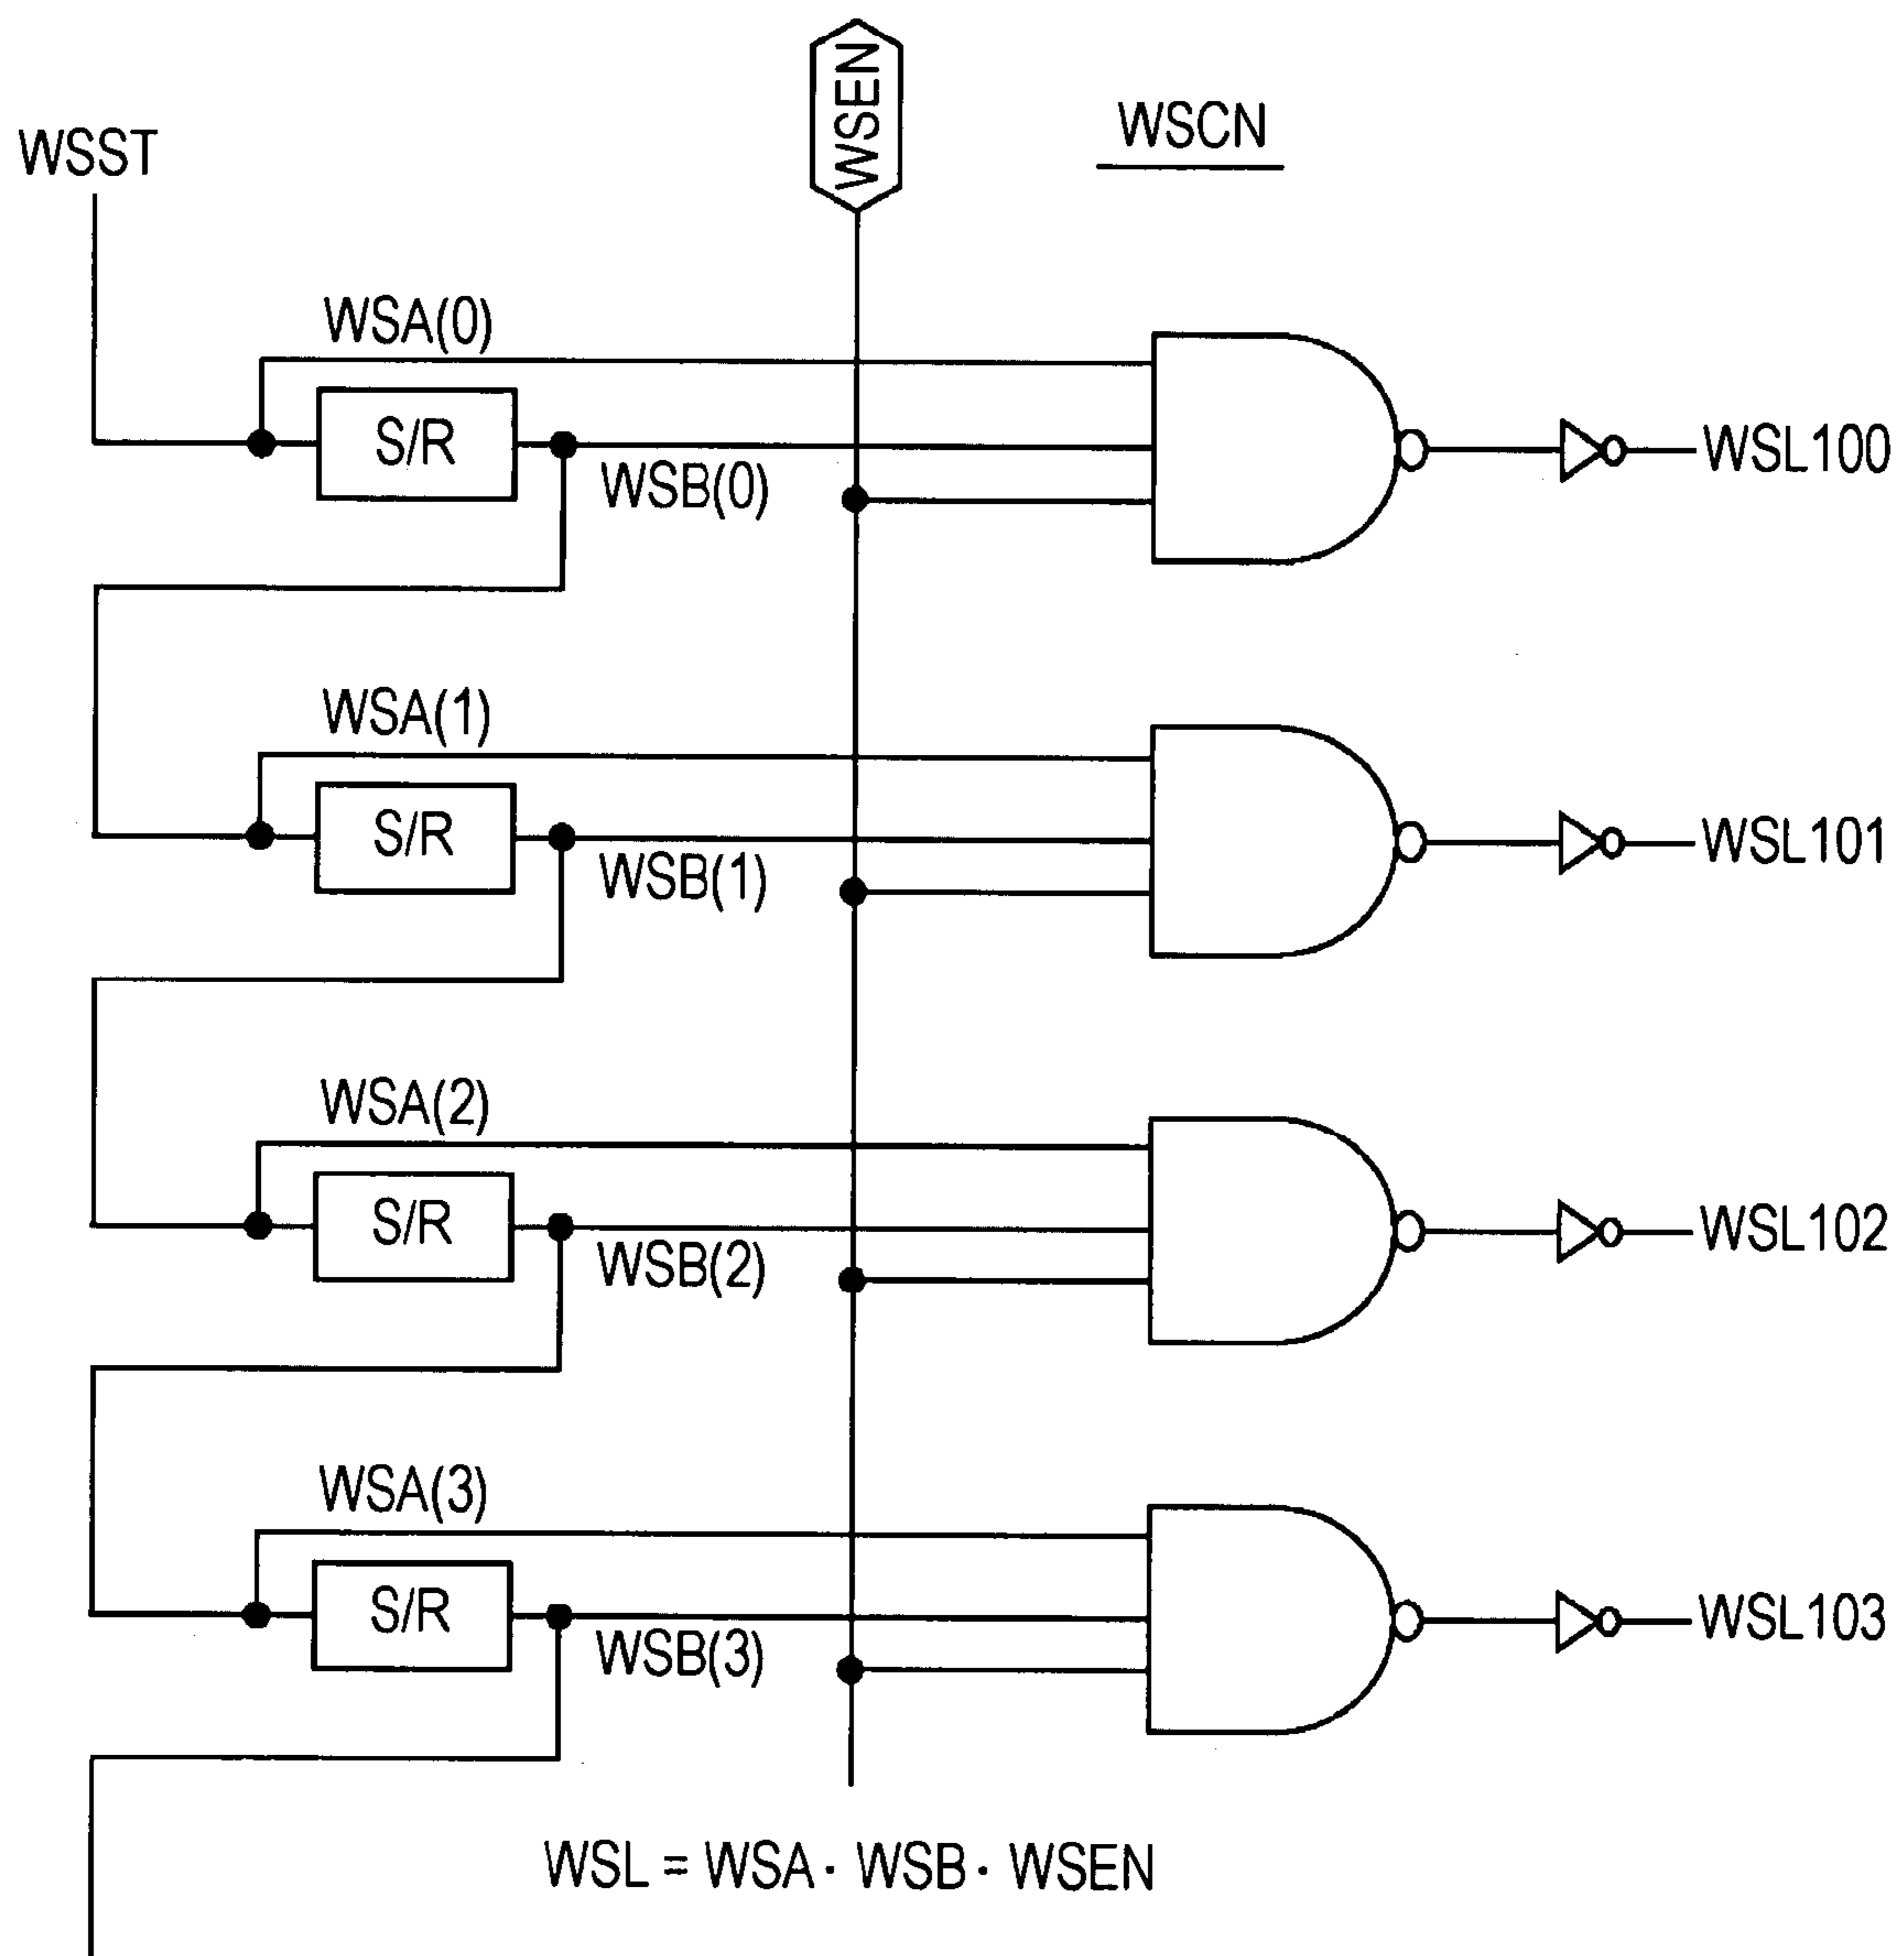 WSEN
WSCN
WSST
WSA(0)
S/R
WSB(0)
WSL100
WSA(1)
S/R
WSB(1)
WSL101
WSA(2)
S/R
WSB(2)
WSL102
WSA(3)
S/R
WSB(3)
WSL103
WSL = WSA · WSB · WSEN